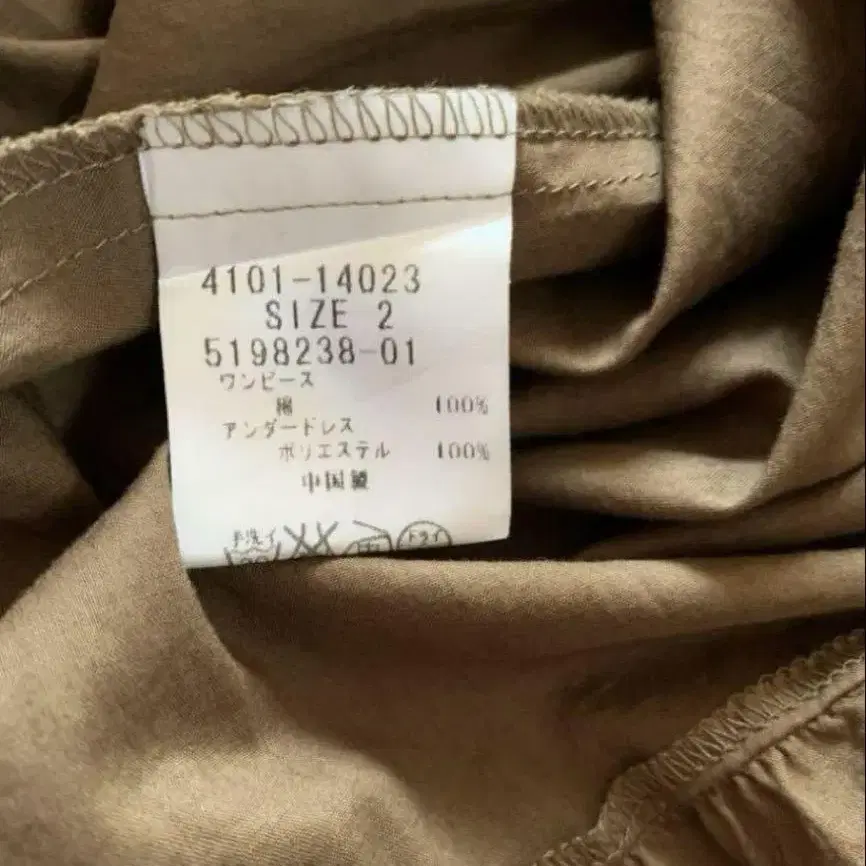 4101-14023
SIZE 2
5198238-01
ワンピース
綿 100%
アンダードレス
ポリエステル 100%
中国製
手洗イ ドライ